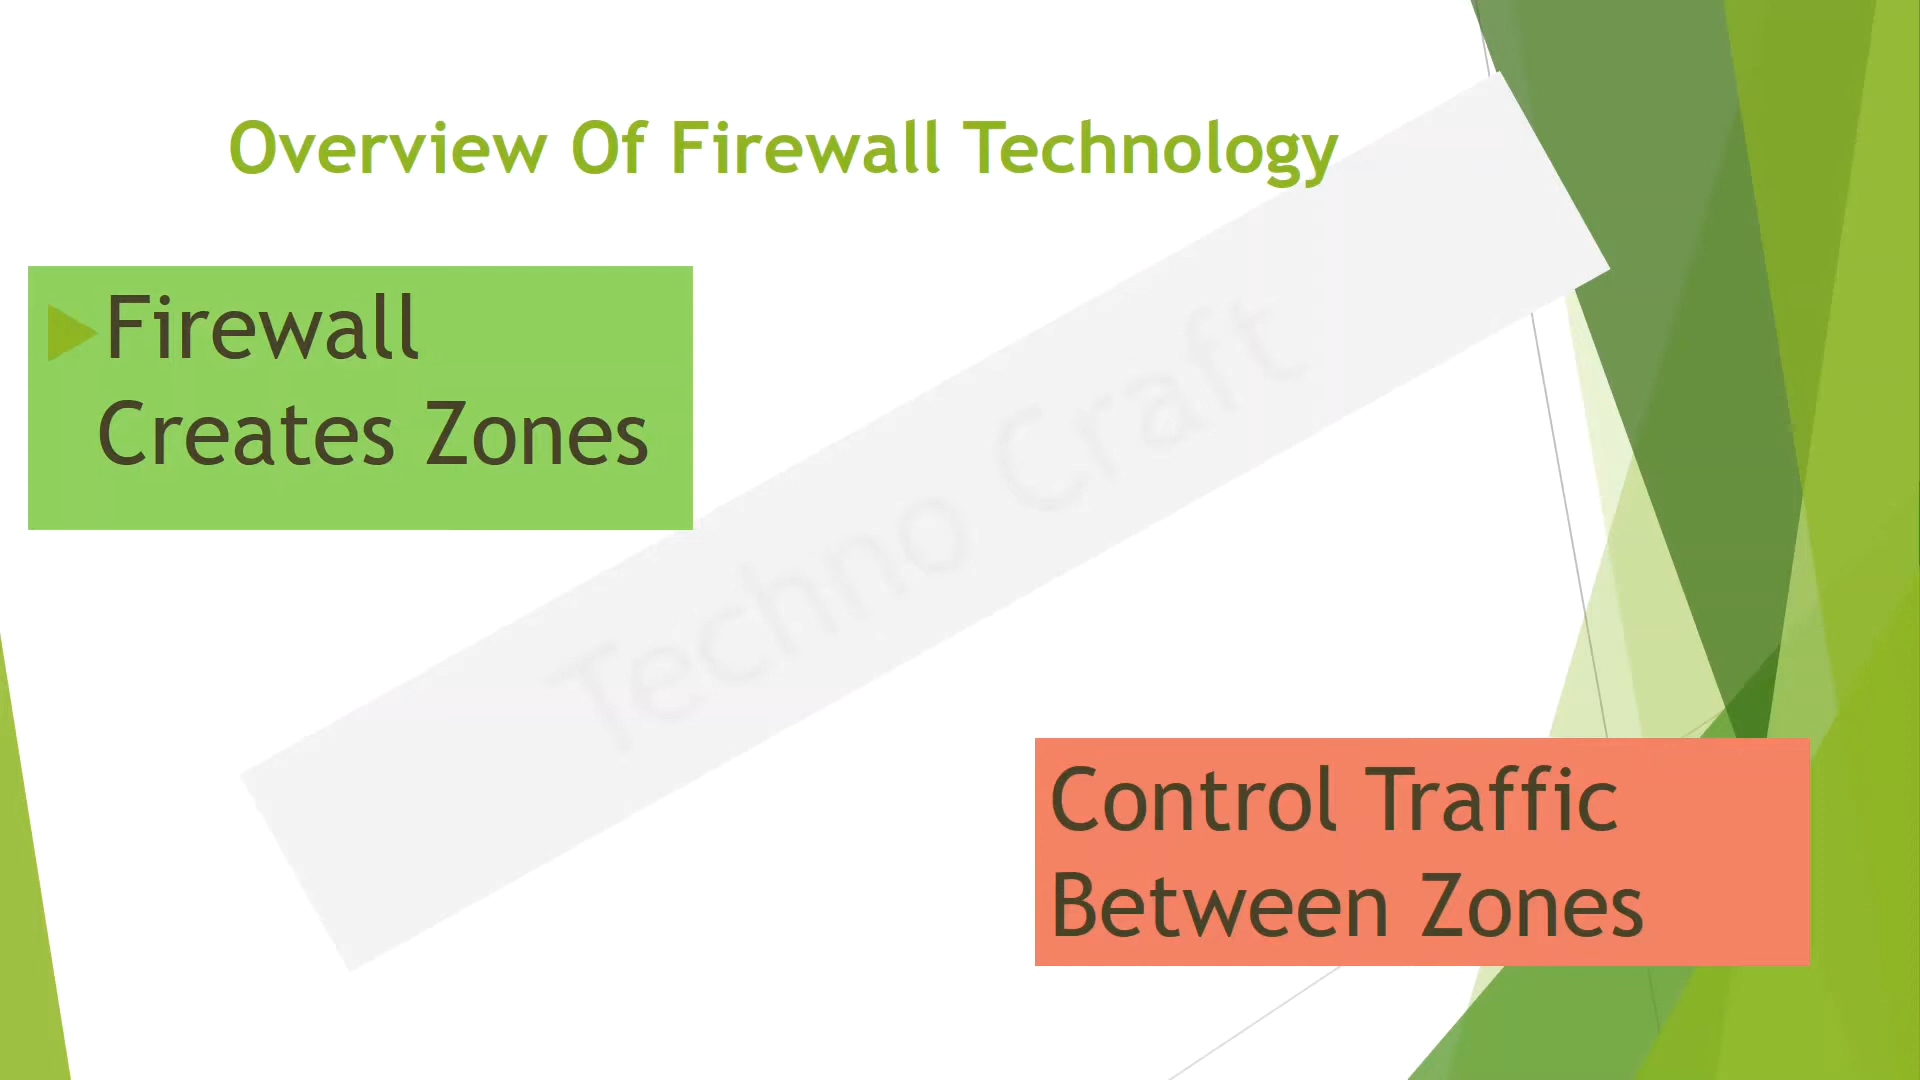 Overview Of Firewall Technology
Firewall
Creates Zones
Techno Craft
Control Traffic
Between Zones